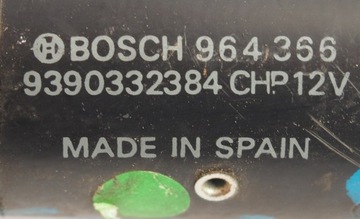 BOSCH 964 366
9390332384 CHP 12V
MADE IN SPAIN